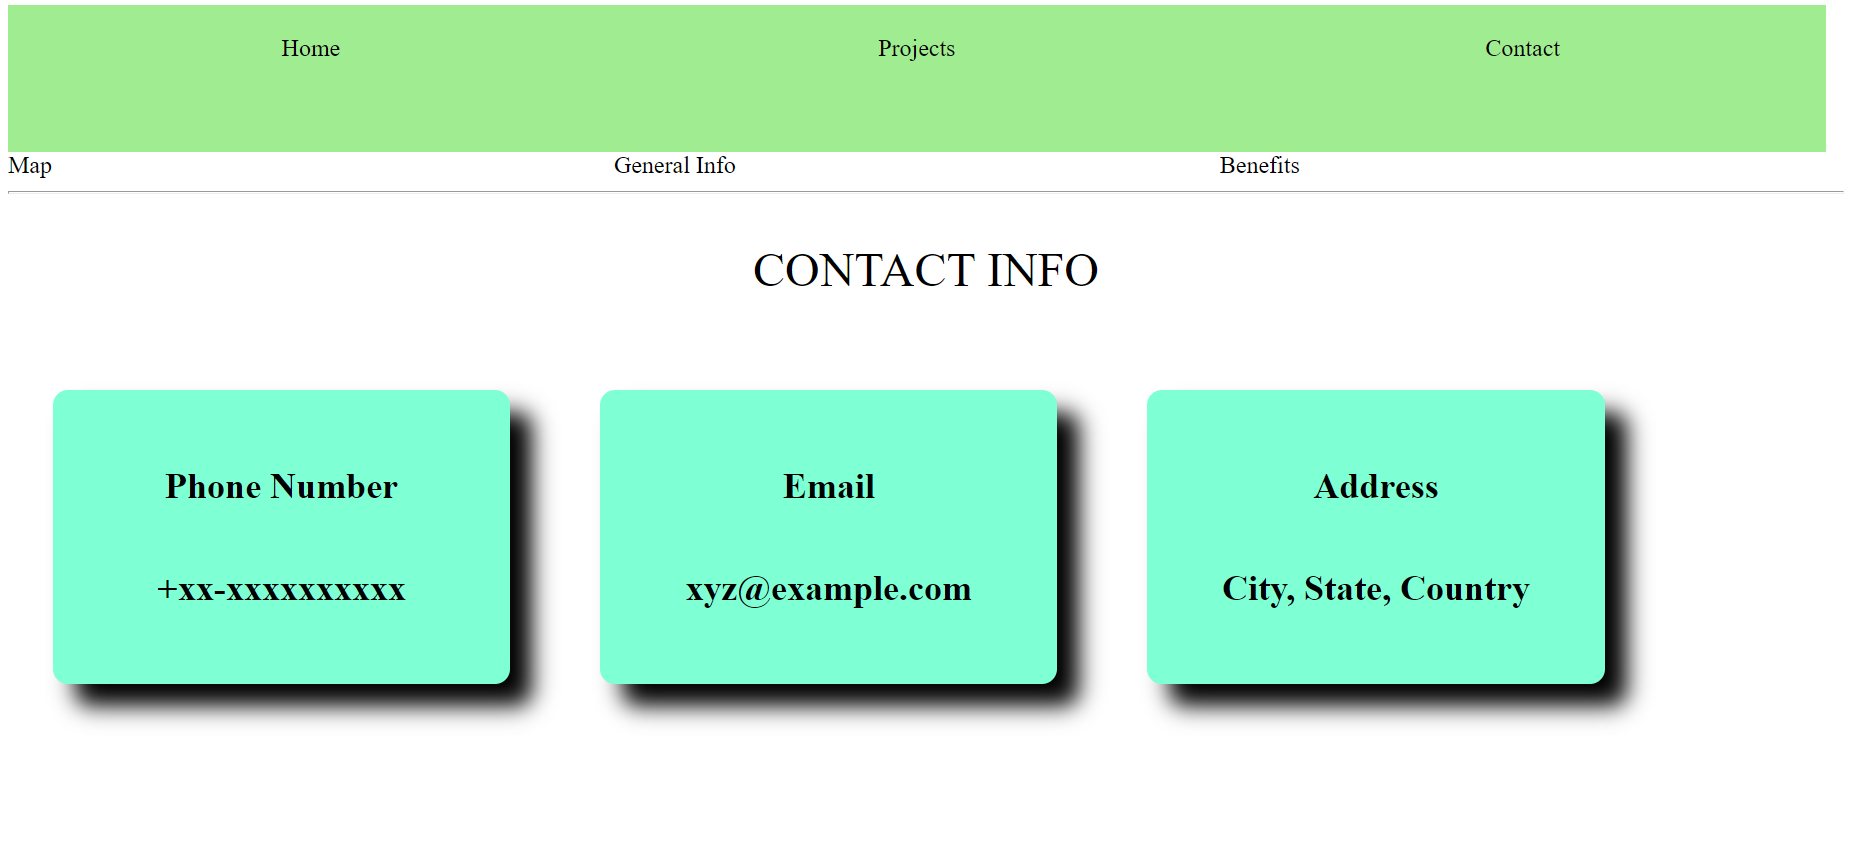 Home Projects Contact
Map General Info Benefits
CONTACT INFO
Phone Number
+xx-xxxxxxxxxx
Email
xyz@example.com
Address
City, State, Country